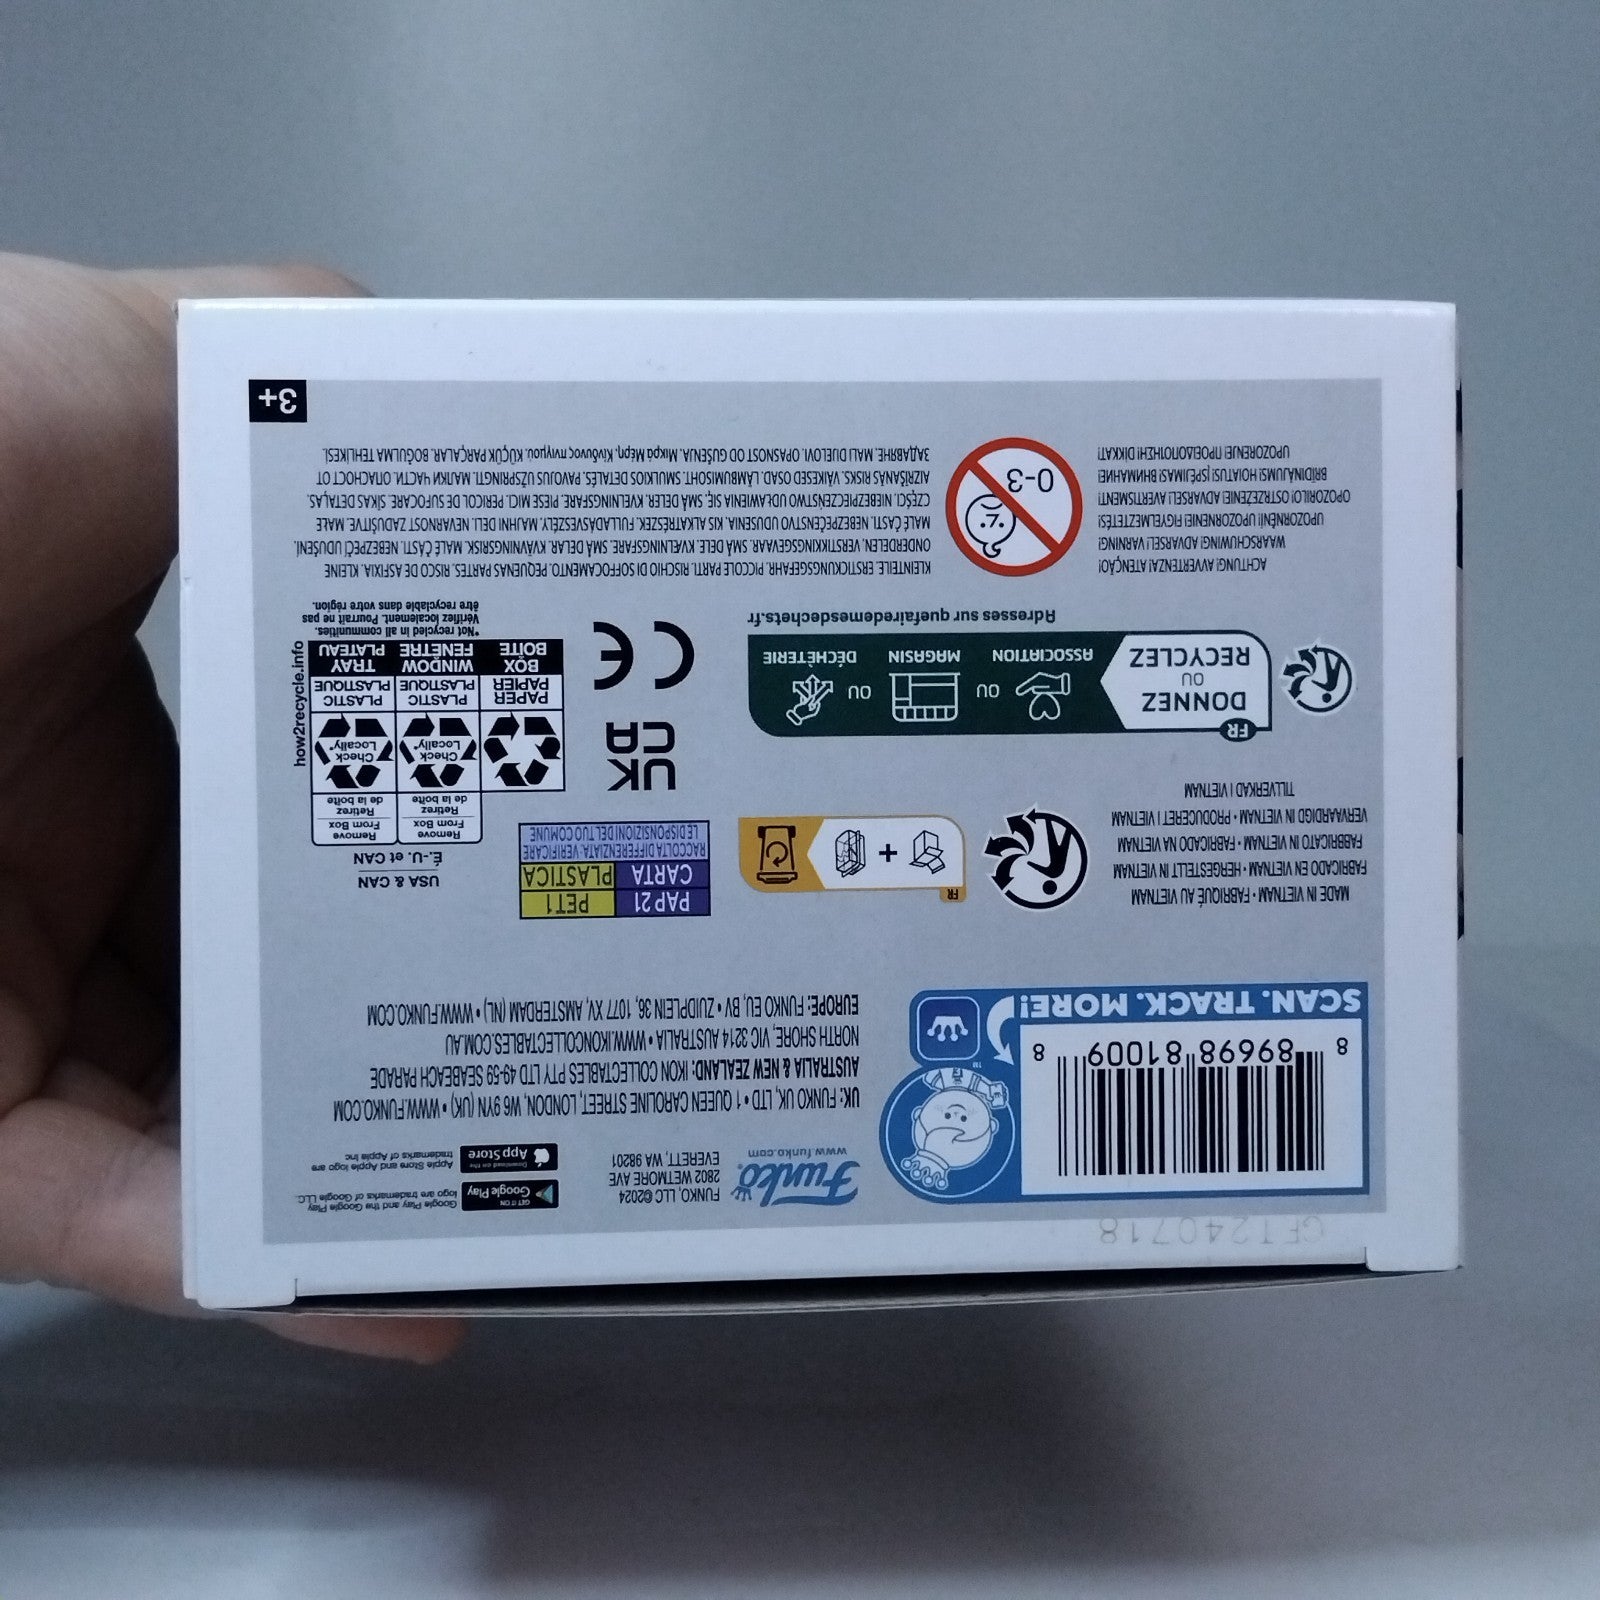 GFT240718
8 89698 81009 8
SCAN. TRACK. MORE!
Funko
www.funko.com
FUNKO, LLC ©2024
2802 WETMORE AVE
EVERETT, WA 98201
GET IT ON
Google Play
Google Play and the Google Play
logo are trademarks of Google LLC.
Download on the
App Store
Apple Store and Apple logo are
trademarks of Apple Inc
UK: FUNKO UK, LTD • 1 QUEEN CAROLINE STREET, LONDON, W6 9YN (UK) • WWW.FUNKO.COM
AUSTRALIA & NEW ZEALAND: IKON COLLECTABLES PTY LTD 49-59 SEABEACH PARADE
NORTH SHORE, VIC 3214 AUSTRALIA • WWW.IKONCOLLECTABLES.COM.AU
EUROPE: FUNKO EU, BV • ZUIDPLEIN 36, 1077 XV, AMSTERDAM (NL) • WWW.FUNKO.COM
MADE IN VIETNAM • FABRIQUÉ AU VIETNAM
FABRICADO EN VIETNAM • HERGESTELLT IN VIETNAM
FABBRICATO IN VIETNAM • FABRICADO NA VIETNAM
VERVAARDIGD IN VIETNAM • PRODUCERET I VIETNAM
TILLVERKAD I VIETNAM
FR
+
PAP 21
PET1
CARTA
PLASTICA
RACCOLTA DIFFERENZIATA. VERIFICARE
LE DISPOSIZIONI DEL TUO COMUNE
USA & CAN
É.-U. et CAN
Remove
From Box
Retirez
de la boîte
Remove
From Box
Retirez
de la boîte
Check
Locally*
Check
Locally*
PAPER
PAPIER
PLASTIC
PLASTIQUE
PLASTIC
PLASTIQUE
BOX
BOÎTE
WINDOW
FENÊTRE
TRAY
PLATEAU
how2recycle.info
*Not recycled in all communities.
Vérifiez localement. Pourrait ne pas
être recyclable dans votre région.
UK
CA
CE
FR
DONNEZ
OU
RECYCLEZ
ASSOCIATION
OU
MAGASIN
OU
DÉCHÈTERIE
Adresses sur quefairedemesdechets.fr
ACHTUNG! AVVERTENZA! ATENÇÃO!
WAARSCHUWING! ADVARSEL! VARNING!
UPOZORNĚNÍ! UPOZORNENIE! FIGYELMEZTETÉS!
OPOZORILO! OSTRZEŻENIE! ADVARSEL! AVERTISMENT!
BRĪDINĀJUMS! HOIATUS! ĮSPĖJIMAS! ВНИМАНИЕ!
UPOZORENJE! ΠΡΟΕΙΔΟΠΟΙΗΣΗ! DIKKAT!
0-3
KLEINTEILE. ERSTICKUNGSGEFAHR. PICCOLE PARTI. RISCHIO DI SOFFOCAMENTO. PEQUENAS PARTES. RISCO DE ASFIXIA. KLEINE
ONDERDELEN, VERSTIKKINGSGEVAAR. SMÅ DELE. KVÆLNINGSFARE. SMÅ DELAR. KVÄVNINGSRISK. MALÉ ČÁSTI. NEBEZPEČÍ UDUŠENÍ.
MALÉ ČASTI. NEBEZPEČENSTVO UDUSENIA. KIS ALKATRÉSZEK. FULLADÁSVESZÉLY. MAJHNI DELI. NEVARNOST ZADUŠITVE. MAŁE
CZĘŚCI. NIEBEZPIECZEŃSTWO UDŁAWIENIA SIĘ. SMÅ DELER. KVELNINGSFARE. PIESE MICI. PERICOL DE SUFOCARE. SĪKAS DETAĻAS.
AIZRĪŠANĀS RISKS. VÄIKESED OSAD. LÄMBUMISOHT. SMULKIOS DETALĖS. PAVOJUS UŽSPRINGTI. МАЛКИ ЧАСТИ. ОПАСНОСТ ОТ
ЗАДАВЯНЕ. MALI DIJELOVI. OPASNOST OD GUŠENJA. Μικρά Μέρη. Κίνδυνος πνιγμού. KÜÇÜK PARÇALAR. BOĞULMA TEHLIKESI.
3+